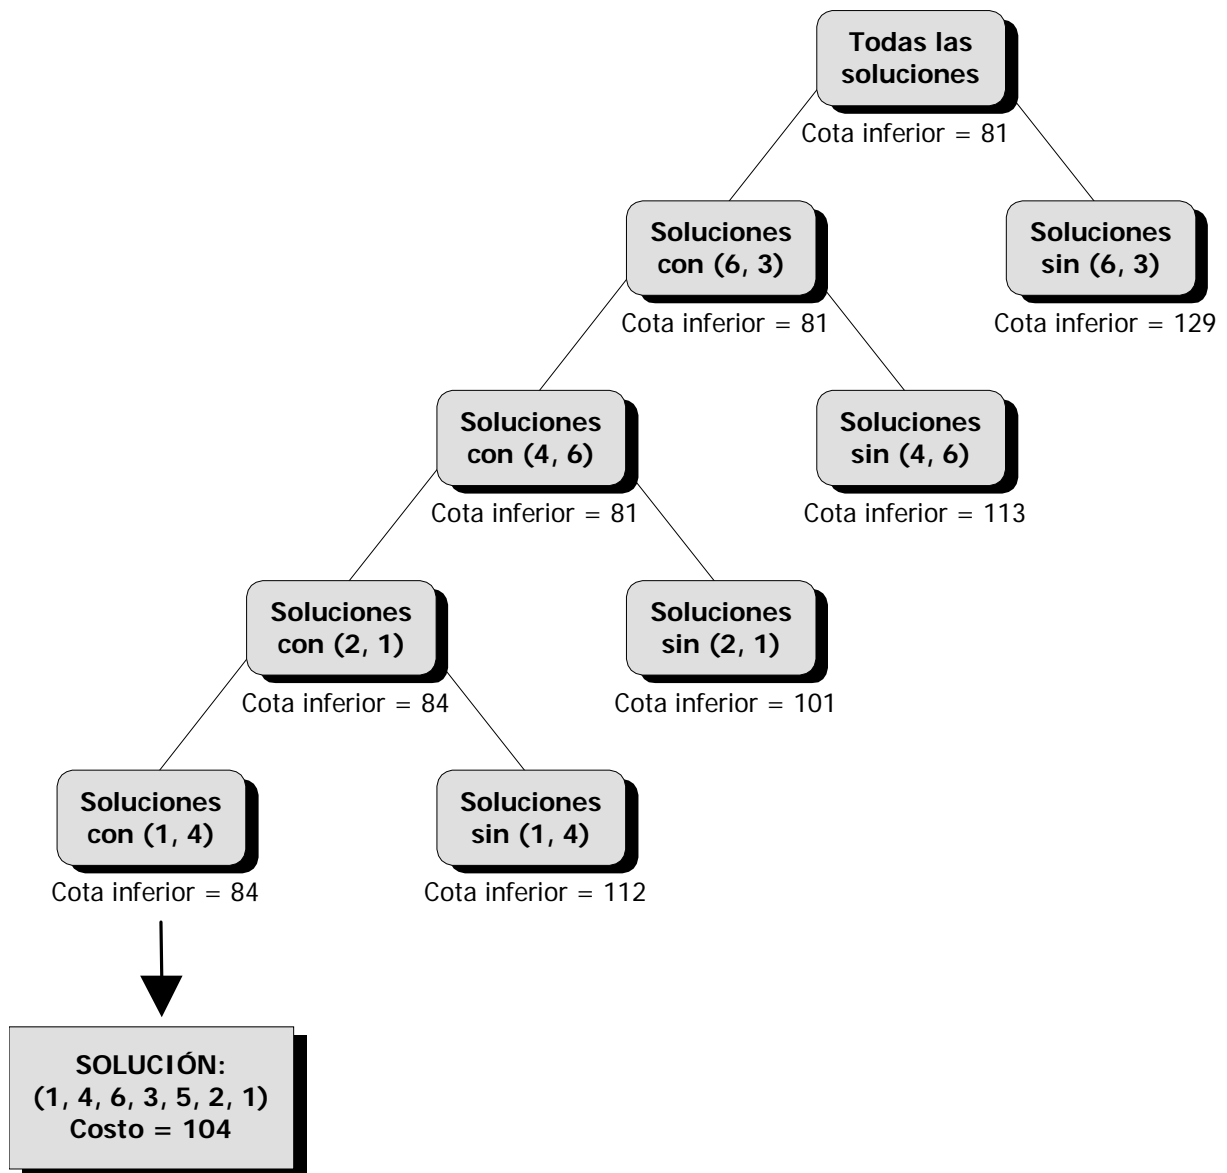 Todas las
soluciones
Cota inferior = 81
Soluciones
con (6, 3)
Cota inferior = 81
Soluciones
sin (6, 3)
Cota inferior = 129
Soluciones
con (4, 6)
Cota inferior = 81
Soluciones
sin (4, 6)
Cota inferior = 113
Soluciones
con (2, 1)
Cota inferior = 84
Soluciones
sin (2, 1)
Cota inferior = 101
Soluciones
con (1, 4)
Cota inferior = 84
Soluciones
sin (1, 4)
Cota inferior = 112
SOLUCIÓN:
(1, 4, 6, 3, 5, 2, 1)
Costo = 104